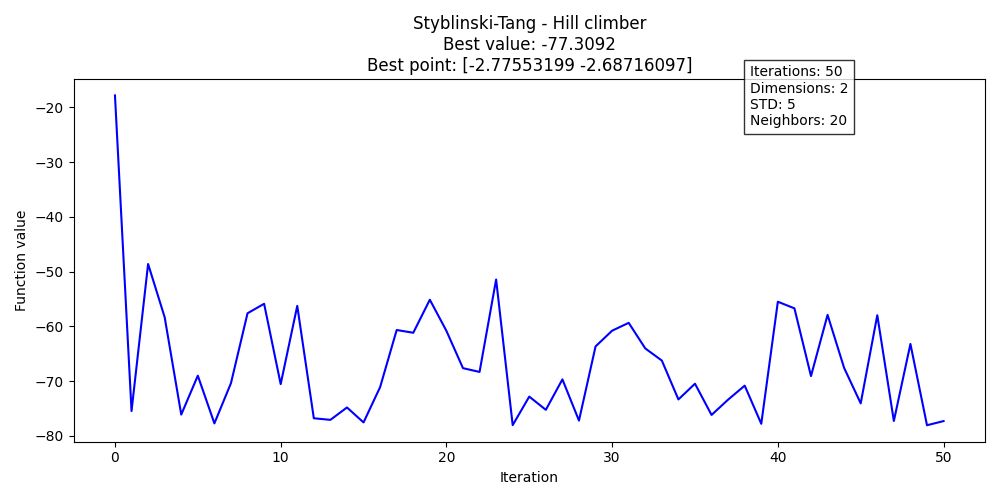 Styblinski-Tang - Hill climber
Best value: -77.3092
Best point: [-2.77553199 -2.68716097]
Iterations: 50
Dimensions: 2
STD: 5
Neighbors: 20
Function value
−20
−30
−40
−50
−60
−70
−80
0
10
20
30
40
50
Iteration